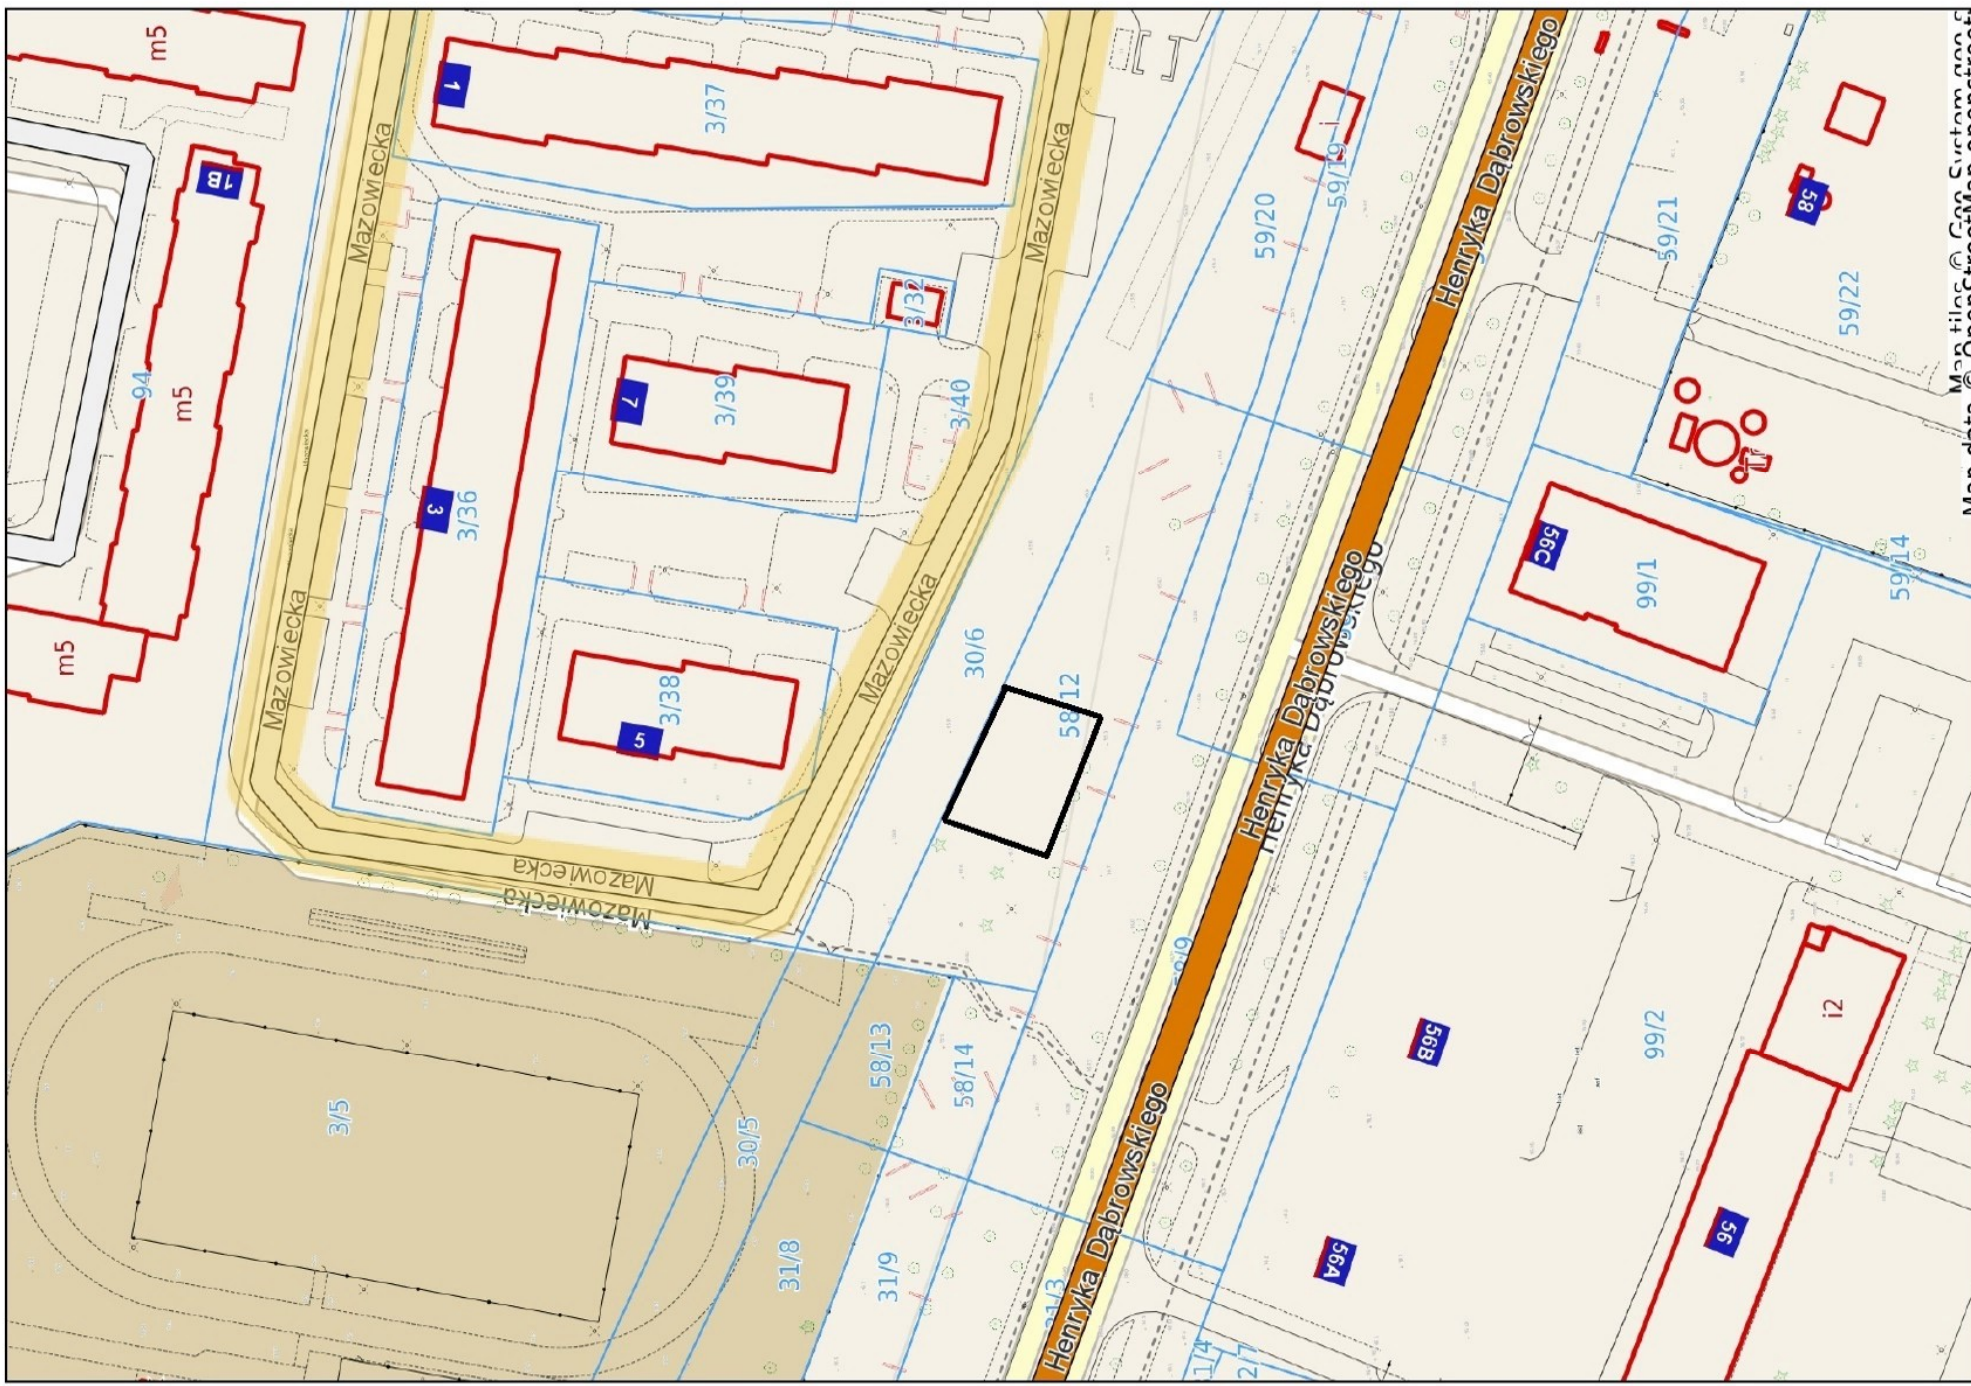 m5
1
3/37
Mazowiecka
Mazowiecka
Henryka Dąbrowskiego
1B
59/20
59/19
i
59/21
58
59/22
Map tiles © Geo System
3/32
94
m5
7
3/39
3/40
Tr
3
3/36
56C
99/1
59/14
m5
Mazowiecka
Mazowiecka
30/6
58/12
Henryka Dąbrowskiego
Henryka Dąbrowskiego
3/38
5
Mazowiecka
Mazowiecka
58/13
58/14
56B
99/2
i2
3/5
30/5
Henryka Dąbrowskiego
31/8
31/9
56A
56